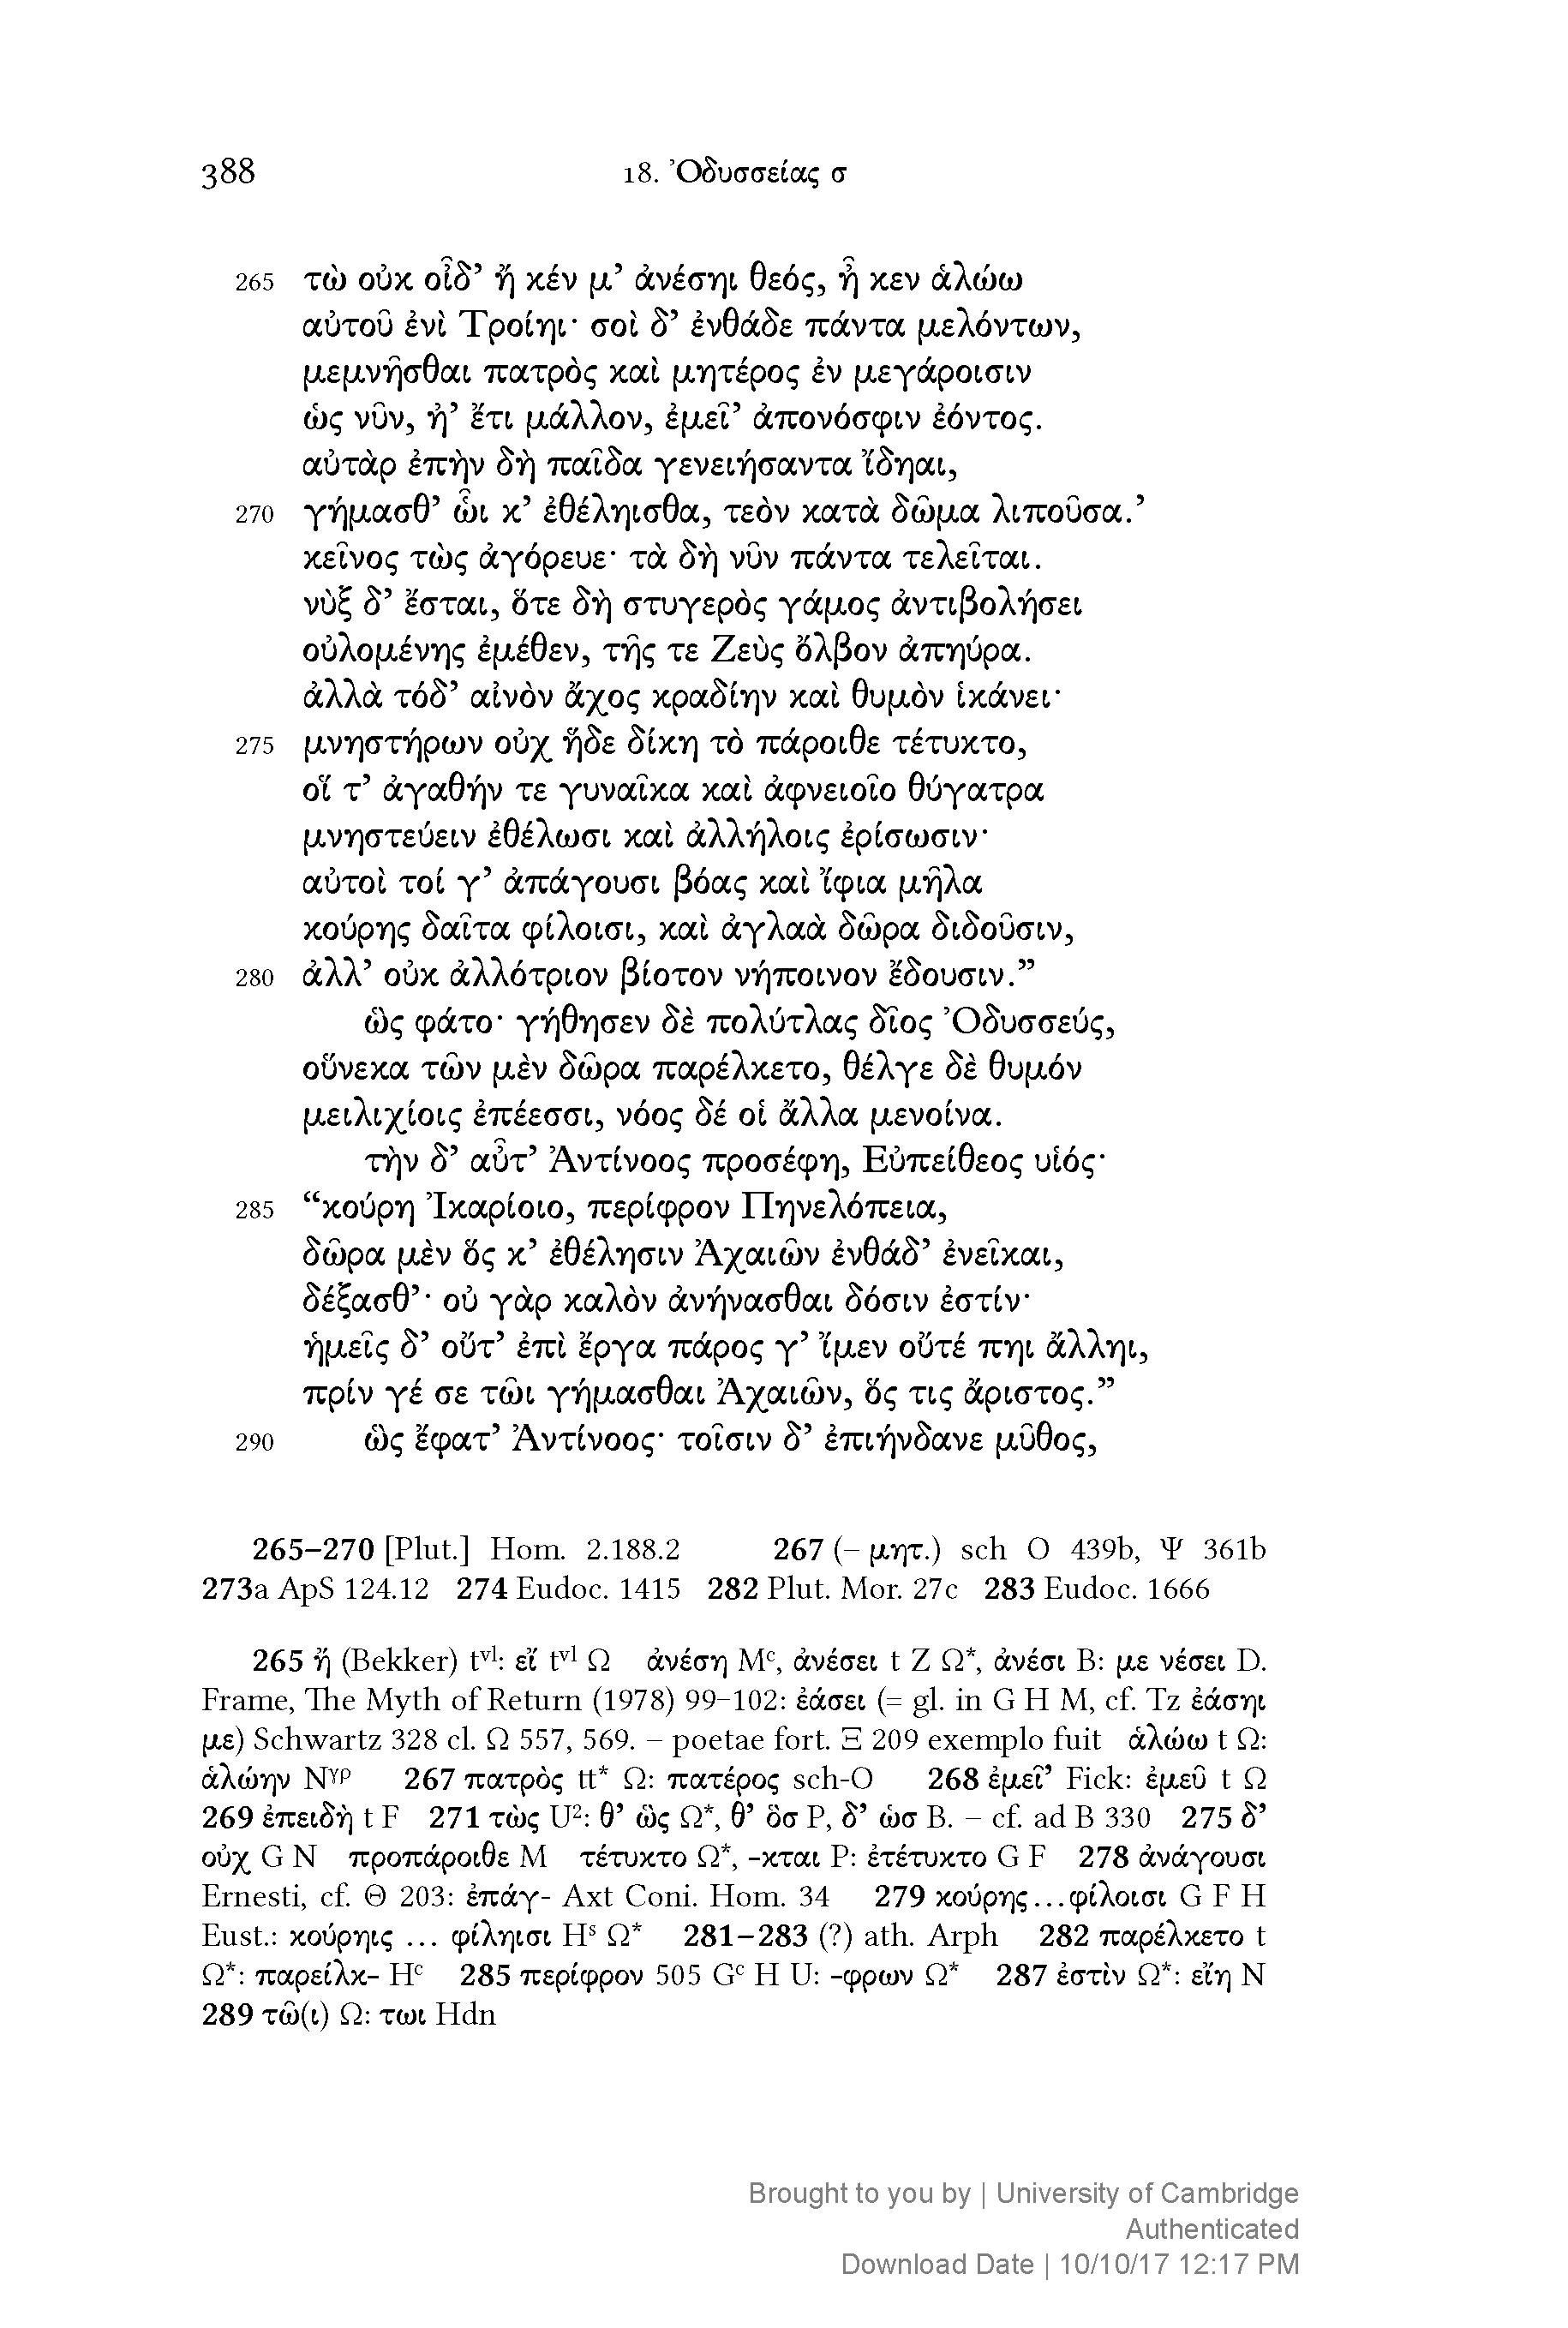 388 18. Ὀδυσσείας σ
265 τὼ οὐκ οἶδ’ ἤ κέν μ’ ἀνέσηι θεός, ἦ κεν ἁλώω
αὐτοῦ ἐνὶ Τροίηι· σοὶ δ’ ἐνθάδε πάντα μελόντων,
μεμνῆσθαι πατρὸς καὶ μητέρος ἐν μεγάροισιν
ὡς νῦν, ἠ’ ἔτι μάλλον, ἐμεῖ’ ἀπονόσφιν ἐόντος.
αὐτὰρ ἐπὴν δὴ παῖδα γενειήσαντα ἴδηαι,
270 γήμασθ’ ὧι κ’ ἐθέληισθα, τεὸν κατὰ δῶμα λιποῦσα.’
κεῖνος τὼς ἀγόρευε· τὰ δὴ νῦν πάντα τελεῖται.
νὺξ δ’ ἔσται, ὅτε δὴ στυγερὸς γάμος ἀντιβολήσει
οὐλομένης ἐμέθεν, τῆς τε Ζεὺς ὄλβον ἀπηύρα.
ἀλλὰ τόδ’ αἰνὸν ἄχος κραδίην καὶ θυμὸν ἱκάνει·
275 μνηστήρων οὐχ ἥδε δίκη τὸ πάροιθε τέτυκτο,
οἵ τ’ ἀγαθήν τε γυναῖκα καὶ ἀφνειοῖο θύγατρα
μνηστεύειν ἐθέλωσι καὶ ἀλλήλοις ἐρίσωσιν·
αὐτοὶ τοί γ’ ἀπάγουσι βόας καὶ ἴφια μῆλα
κούρης δαῖτα φίλοισι, καὶ ἀγλαὰ δῶρα διδοῦσιν,
280 ἀλλ’ οὐκ ἀλλότριον βίοτον νήποινον ἔδουσιν.”
ὣς φάτο· γήθησεν δὲ πολύτλας δῖος Ὀδυσσεύς,
οὕνεκα τῶν μὲν δῶρα παρέλκετο, θέλγε δὲ θυμόν
μειλιχίοις ἐπέεσσι, νόος δέ οἱ ἄλλα μενοίνα.
τὴν δ’ αὖτ’ Ἀντίνοος προσέφη, Εὐπείθεος υἱός·
285 “κούρη Ἰκαρίοιο, περίφρον Πηνελόπεια,
δῶρα μὲν ὅς κ’ ἐθέλησιν Ἀχαιῶν ἐνθάδ’ ἐνεῖκαι,
δέξασθ’· οὐ γὰρ καλὸν ἀνήνασθαι δόσιν ἐστίν·
ἡμεῖς δ’ οὔτ’ ἐπὶ ἔργα πάρος γ’ ἴμεν οὔτέ πηι ἄλληι,
πρίν γέ σε τῶι γήμασθαι Ἀχαιῶν, ὅς τις ἄριστος.”
290 ὣς ἔφατ’ Ἀντίνοος· τοῖσιν δ’ ἐπιήνδανε μῦθος,
265–270 [Plut.] Hom. 2.188.2 267 (– μητ.) sch O 439b, Ψ 361b
273a ApS 124.12 274 Eudoc. 1415 282 Plut. Mor. 27c 283 Eudoc. 1666
265 ἤ (Bekker) tᵛˡ: εἴ tᵛˡ Ω ἀνέσῃ Mᶜ, ἀνέσει t Z Ω*, ἀνέσι B: με νέσει D.
Frame, The Myth of Return (1978) 99–102: ἐάσει (= gl. in G H M, cf. Tz ἐάσηι
με) Schwartz 328 cl. Ω 557, 569. – poetae fort. Ξ 209 exemplo fuit ἁλώω t Ω:
ἁλώην Nᵞᵖ 267 πατρὸς tt* Ω: πατέρος sch-O 268 ἐμεῖ’ Fick: ἐμεῦ t Ω
269 ἐπειδὴ t F 271 τὼς U²: θ’ ὣς Ω*, θ’ ὃσ P, δ’ ὡσ B. – cf. ad B 330 275 δ’
οὐχ G N προπάροιθε M τέτυκτο Ω*, -κται P: ἐτέτυκτο G F 278 ἀνάγουσι
Ernesti, cf. Θ 203: ἐπάγ- Axt Coni. Hom. 34 279 κούρης…φίλοισι G F H
Eust.: κούρηις … φίληισι Hˢ Ω* 281–283 (?) ath. Arph 282 παρέλκετο t
Ω*: παρείλκ- Hᶜ 285 περίφρον 505 Gᶜ H U: -φρων Ω* 287 ἐστὶν Ω*: εἴη N
289 τῶ(ι) Ω: τωι Hdn
Brought to you by | University of Cambridge
Authenticated
Download Date | 10/10/17 12:17 PM